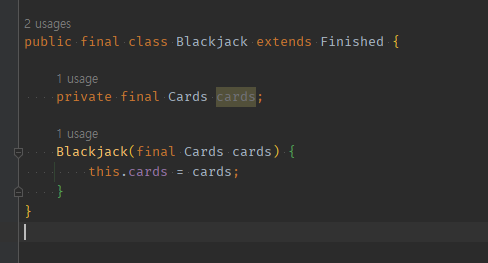 2 usages
public final class Blackjack extends Finished {
1 usage
private final Cards cards;
1 usage
Blackjack(final Cards cards) {
this.cards = cards;
}
}